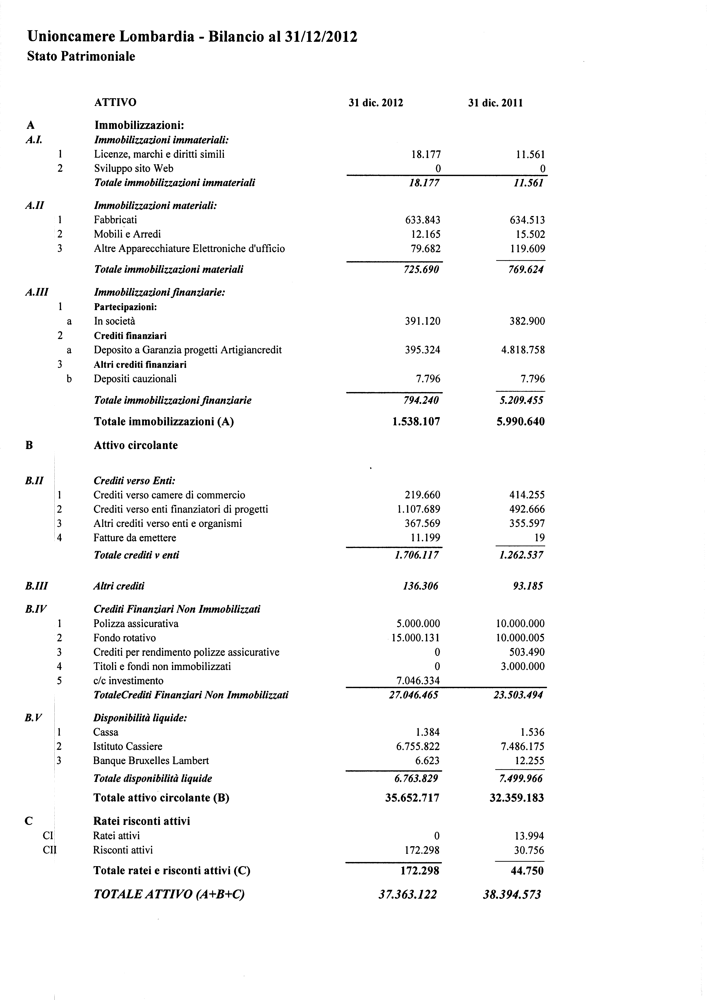 Unioncamere Lombardia - Bilancio al 31/12/2012
Stato Patrimoniale
ATTIVO 31 dic. 2012 31 dic. 2011
A Immobilizzazioni:
A.I. Immobilizzazioni immateriali:
1 Licenze, marchi e diritti simili 18.177 11.561
2 Sviluppo sito Web 0 0
Totale immobilizzazioni immateriali 18.177 11.561
A.II Immobilizzazioni materiali:
1 Fabbricati 633.843 634.513
2 Mobili e Arredi 12.165 15.502
3 Altre Apparecchiature Elettroniche d'ufficio 79.682 119.609
Totale immobilizzazioni materiali 725.690 769.624
A.III Immobilizzazioni finanziarie:
1 Partecipazioni:
a In società 391.120 382.900
2 Crediti finanziari
a Deposito a Garanzia progetti Artigiancredit 395.324 4.818.758
3 Altri crediti finanziari
b Depositi cauzionali 7.796 7.796
Totale immobilizzazioni finanziarie 794.240 5.209.455
Totale immobilizzazioni (A) 1.538.107 5.990.640
B Attivo circolante
B.II Crediti verso Enti:
1 Crediti verso camere di commercio 219.660 414.255
2 Crediti verso enti finanziatori di progetti 1.107.689 492.666
3 Altri crediti verso enti e organismi 367.569 355.597
4 Fatture da emettere 11.199 19
Totale crediti v enti 1.706.117 1.262.537
B.III Altri crediti 136.306 93.185
B.IV Crediti Finanziari Non Immobilizzati
1 Polizza assicurativa 5.000.000 10.000.000
2 Fondo rotativo 15.000.131 10.000.005
3 Crediti per rendimento polizze assicurative 0 503.490
4 Titoli e fondi non immobilizzati 0 3.000.000
5 c/c investimento 7.046.334
TotaleCrediti Finanziari Non Immobilizzati 27.046.465 23.503.494
B.V Disponibilità liquide:
1 Cassa 1.384 1.536
2 Istituto Cassiere 6.755.822 7.486.175
3 Banque Bruxelles Lambert 6.623 12.255
Totale disponibilità liquide 6.763.829 7.499.966
Totale attivo circolante (B) 35.652.717 32.359.183
C Ratei risconti attivi
CI Ratei attivi 0 13.994
CII Risconti attivi 172.298 30.756
Totale ratei e risconti attivi (C) 172.298 44.750
TOTALE ATTIVO (A+B+C) 37.363.122 38.394.573